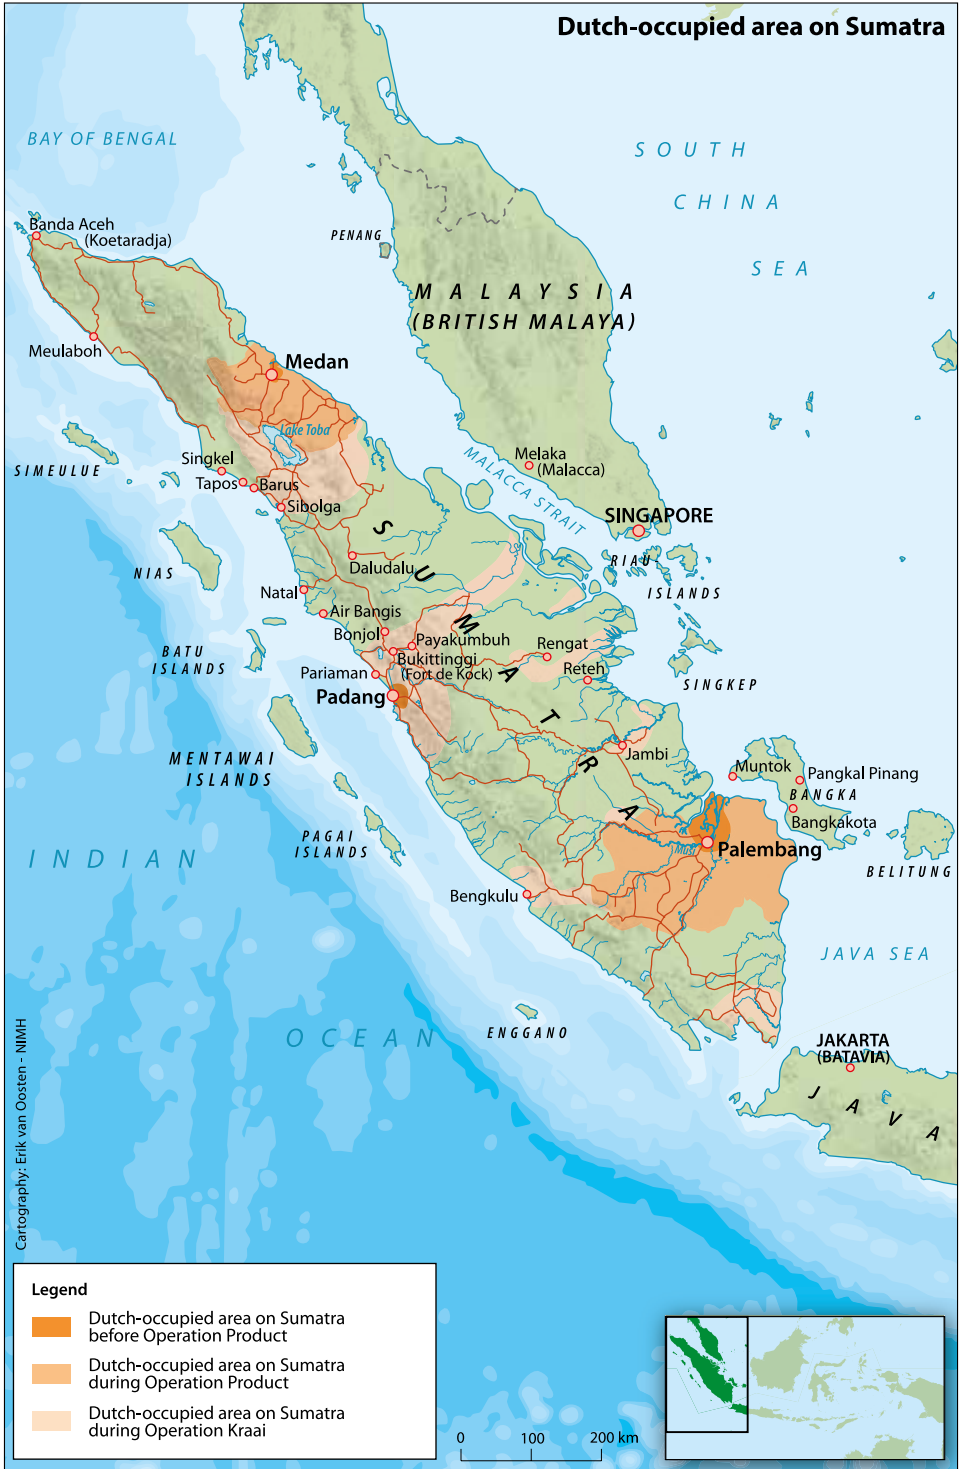 Dutch-occupied area on Sumatra
BAY OF BENGAL
SOUTH
CHINA
SEA
Banda Aceh
(Koetaradja)
PENANG
MALAYSIA
(BRITISH MALAYA)
Meulaboh
Medan
Lake Toba
Melaka
(Malacca)
MALACCA STRAIT
SIMEULUE
Singkel
Tapos
Barus
Sibolga
SINGAPORE
SUMATRA
RIAU
ISLANDS
NIAS
Daludalu
Natal
Air Bangis
Bonjol
Payakumbuh
Rengat
BATU
ISLANDS
Bukittinggi
(Fort de Kock)
Reteh
Pariaman
SINGKEP
Padang
MENTAWAI
ISLANDS
Jambi
Muntok
Pangkal Pinang
BANGKA
Bangkakota
PAGAI
ISLANDS
Musi
Palembang
BELITUNG
INDIAN
Bengkulu
JAVA SEA
OCEAN
ENGGANO
JAKARTA
(BATAVIA)
JAVA
Cartography: Erik van Oosten - NIMH
Legend
Dutch-occupied area on Sumatra
before Operation Product
Dutch-occupied area on Sumatra
during Operation Product
Dutch-occupied area on Sumatra
during Operation Kraai
0 100 200 km